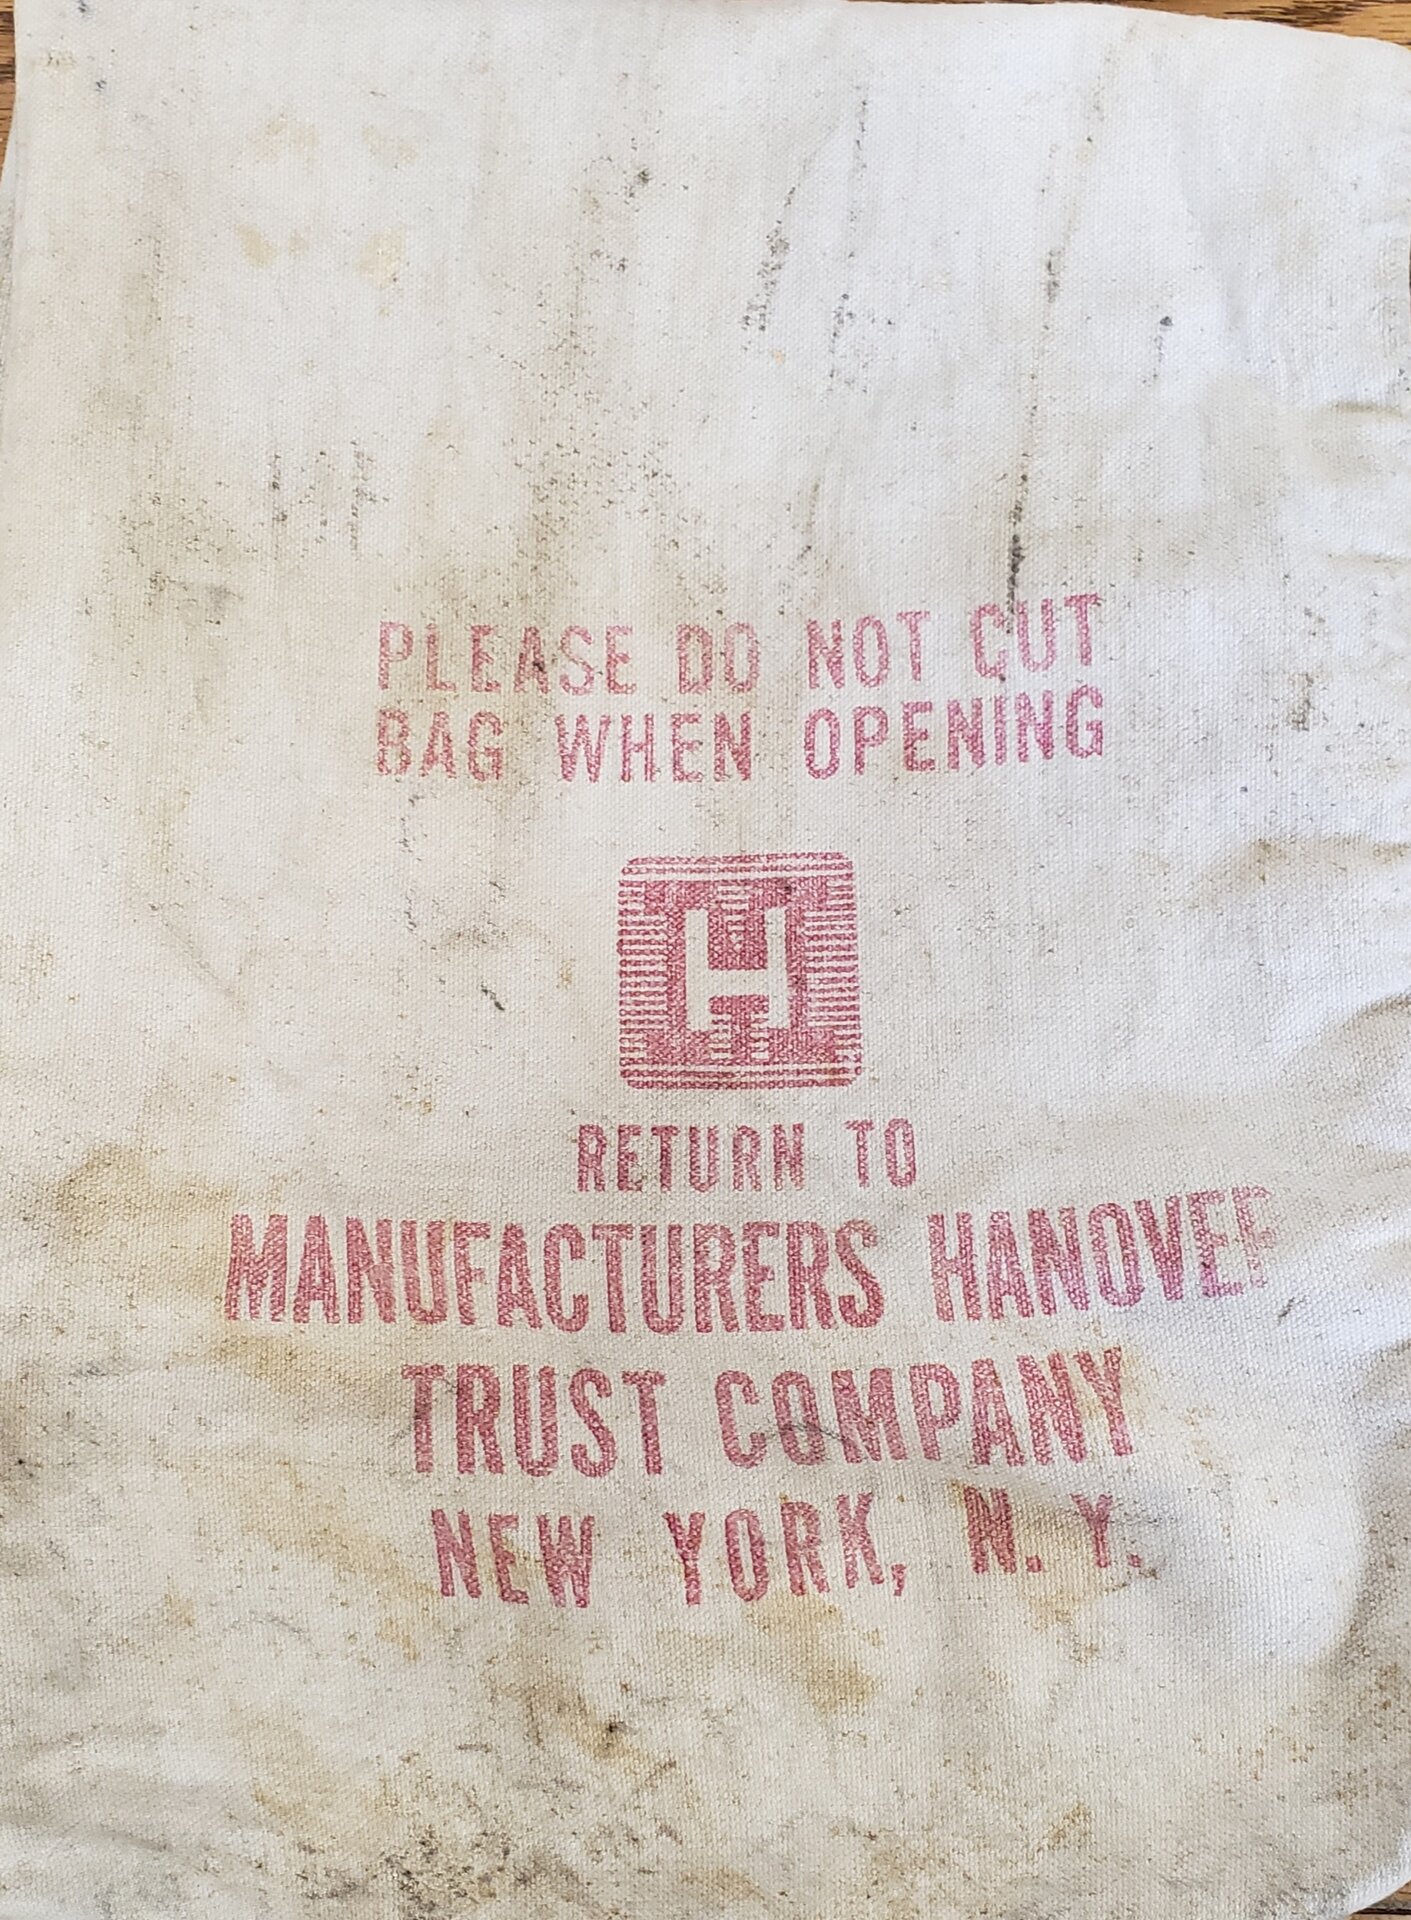 PLEASE DO NOT CUT
BAG WHEN OPENING
H
RETURN TO
MANUFACTURERS HANOVER
TRUST COMPANY
NEW YORK, N. Y.